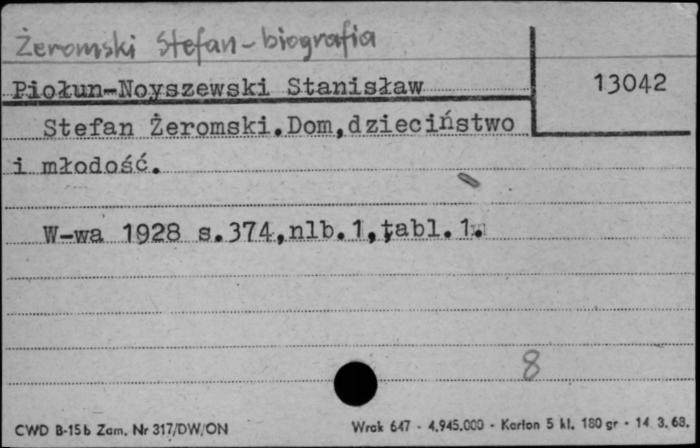 Żeromski Stefan - biografia
Piołun-Noyszewski Stanisław
13042
Stefan Żeromski.Dom,dzieciństwo
i młodość.
W-wa 1928 s.374,nlb.1,tabl.1.
8
CWD B-15b Zam. Nr 317/DW/ON
Wrok 647 - 4.945.000 - Karton 5 kl. 180 gr - 14.3.68.